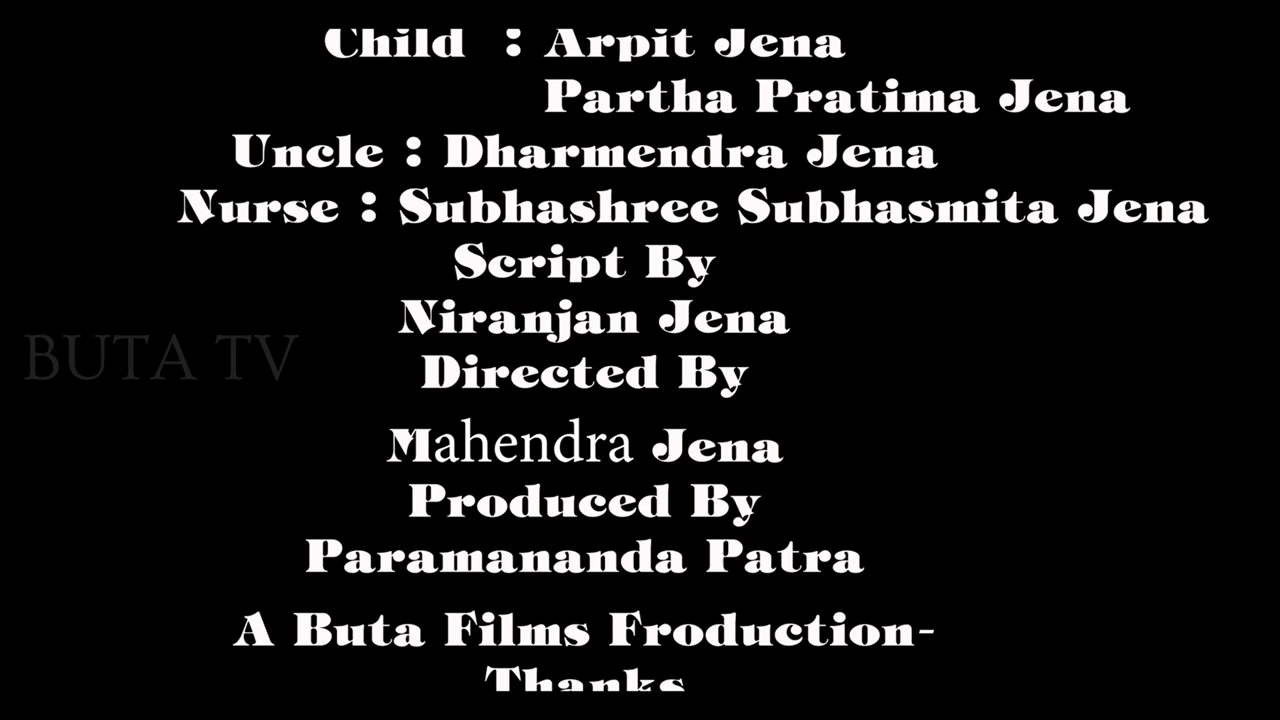 Child : Arpit Jena
Partha Pratima Jena
Uncle : Dharmendra Jena
Nurse : Subhashree Subhasmita Jena
Script By
Niranjan Jena
BUTA TV
Directed By
Mahendra Jena
Produced By
Paramananda Patra
A Buta Films Froduction-
Thanks